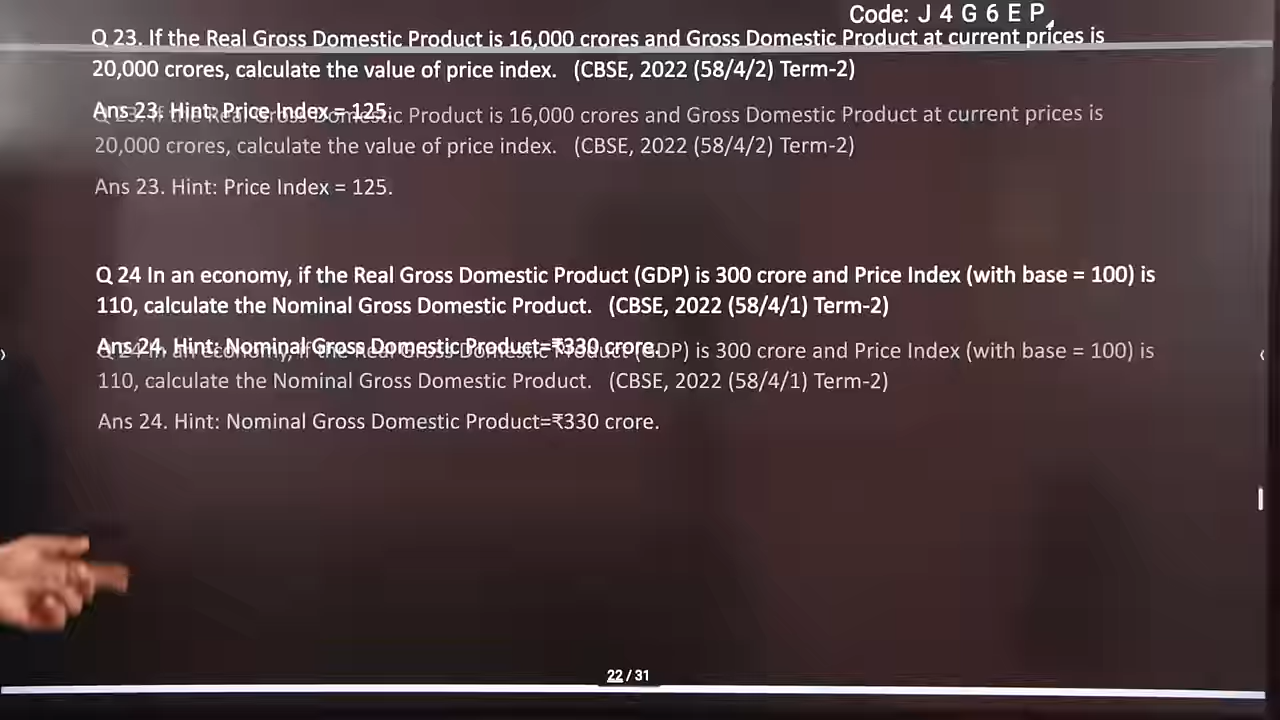 Code: J 4 G 6 E P
Q 23. If the Real Gross Domestic Product is 16,000 crores and Gross Domestic Product at current prices is
20,000 crores, calculate the value of price index. (CBSE, 2022 (58/4/2) Term-2)
Ans 23. Hint: Price Index = 125.
Q 23. If the Real Gross Domestic Product is 16,000 crores and Gross Domestic Product at current prices is
20,000 crores, calculate the value of price index. (CBSE, 2022 (58/4/2) Term-2)
Ans 23. Hint: Price Index = 125.
Q 24 In an economy, if the Real Gross Domestic Product (GDP) is 300 crore and Price Index (with base = 100) is
110, calculate the Nominal Gross Domestic Product. (CBSE, 2022 (58/4/1) Term-2)
Ans 24. Hint: Nominal Gross Domestic Product=₹330 crore.
Q 24 In an economy, if the Real Gross Domestic Product (GDP) is 300 crore and Price Index (with base = 100) is
110, calculate the Nominal Gross Domestic Product. (CBSE, 2022 (58/4/1) Term-2)
Ans 24. Hint: Nominal Gross Domestic Product=₹330 crore.
22 / 31